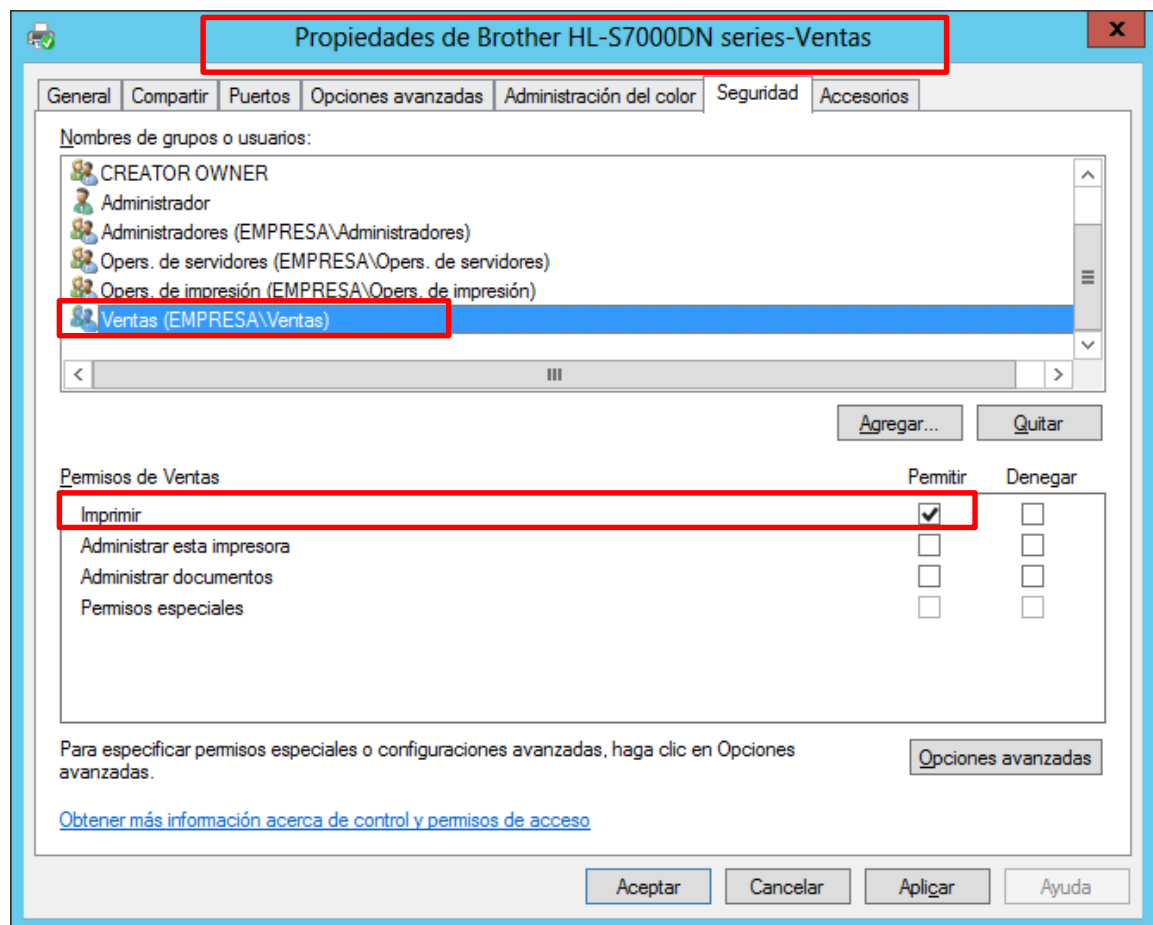 Propiedades de Brother HL-S7000DN series-Ventas
x
General Compartir Puertos Opciones avanzadas Administración del color Seguridad Accesorios
Nombres de grupos o usuarios:
CREATOR OWNER
Administrador
Administradores (EMPRESA\Administradores)
Opers. de servidores (EMPRESA\Opers. de servidores)
Opers. de impresión (EMPRESA\Opers. de impresión)
Ventas (EMPRESA\Ventas)
Agregar... Quitar
Permisos de Ventas Permitir Denegar
Imprimir
Administrar esta impresora
Administrar documentos
Permisos especiales
Para especificar permisos especiales o configuraciones avanzadas, haga clic en Opciones
avanzadas.
Opciones avanzadas
Obtener más información acerca de control y permisos de acceso
Aceptar Cancelar Aplicar Ayuda